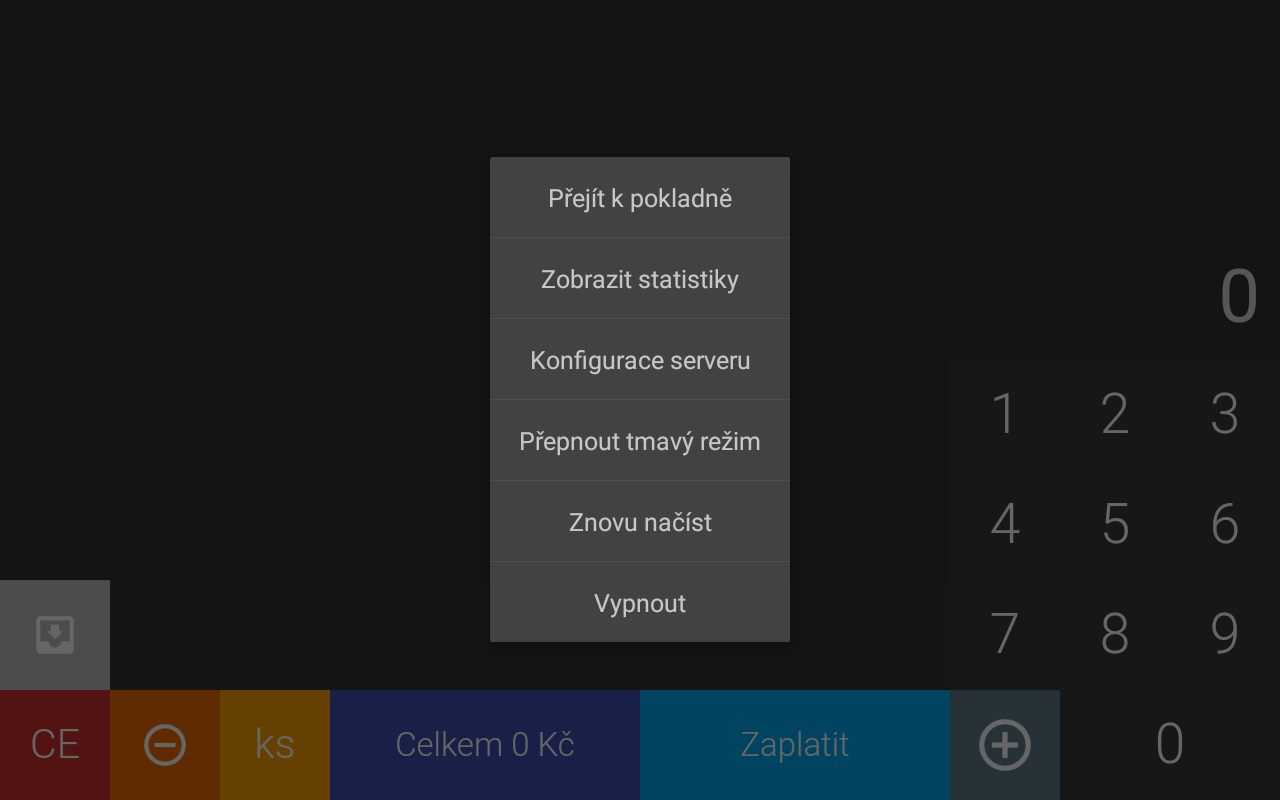 Přejít k pokladně
Zobrazit statistiky
Konfigurace serveru
Přepnout tmavý režim
Znovu načíst
Vypnout
0
1 2 3
4 5 6
7 8 9
CE ks Celkem 0 Kč Zaplatit 0